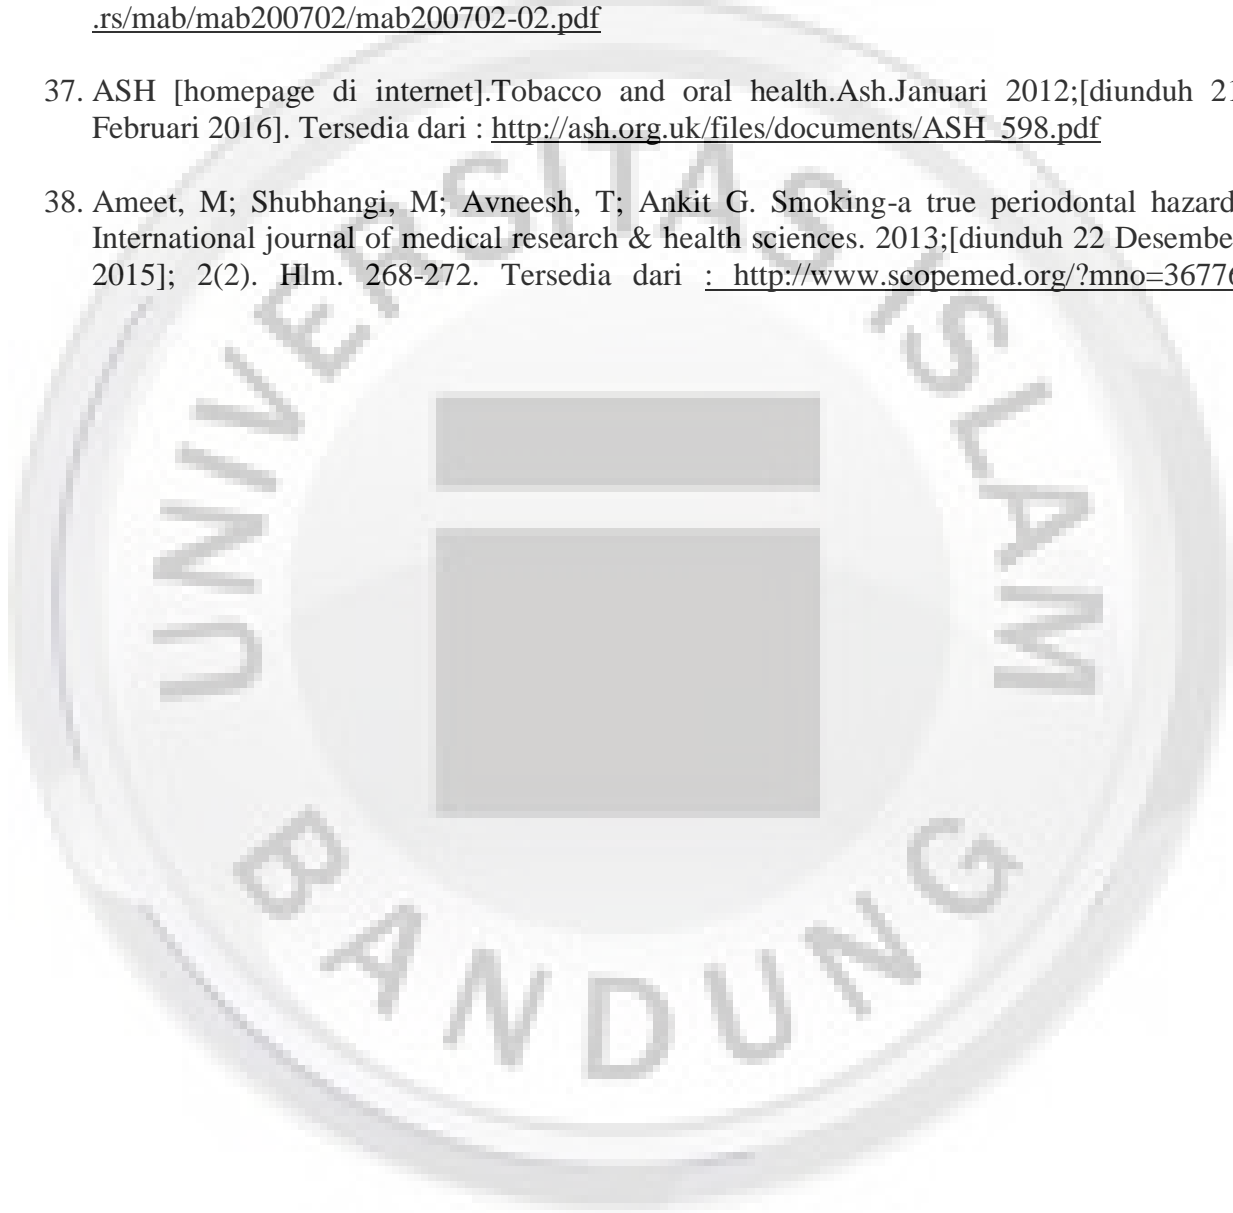 .rs/mab/mab200702/mab200702-02.pdf
37. ASH [homepage di internet].Tobacco and oral health.Ash.Januari 2012;[diunduh 21
Februari 2016]. Tersedia dari : http://ash.org.uk/files/documents/ASH_598.pdf
38. Ameet, M; Shubhangi, M; Avneesh, T; Ankit G. Smoking-a true periodontal hazard
International journal of medical research & health sciences. 2013;[diunduh 22 Desembe
2015]; 2(2). Hlm. 268-272. Tersedia dari : http://www.scopemed.org/?mno=36776
UNIVERSITAS ISLAM
BANDUNG